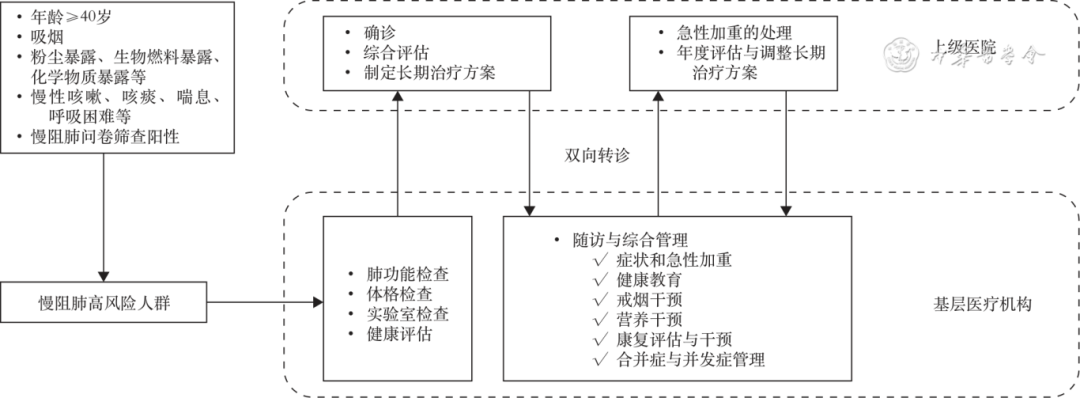 • 年龄≥40岁
• 吸烟
• 粉尘暴露、生物燃料暴露、
化学物质暴露等
• 慢性咳嗽、咳痰、喘息、
呼吸困难等
• 慢阻肺问卷筛查阳性
• 确诊
• 综合评估
• 制定长期治疗方案
• 急性加重的处理
• 年度评估与调整长期
治疗方案
上级医院
中华医学会
双向转诊
慢阻肺高风险人群
• 肺功能检查
• 体格检查
• 实验室检查
• 健康评估
• 随访与综合管理
√ 症状和急性加重
√ 健康教育
√ 戒烟干预
√ 营养干预
√ 康复评估与干预
√ 合并症与并发症管理
基层医疗机构